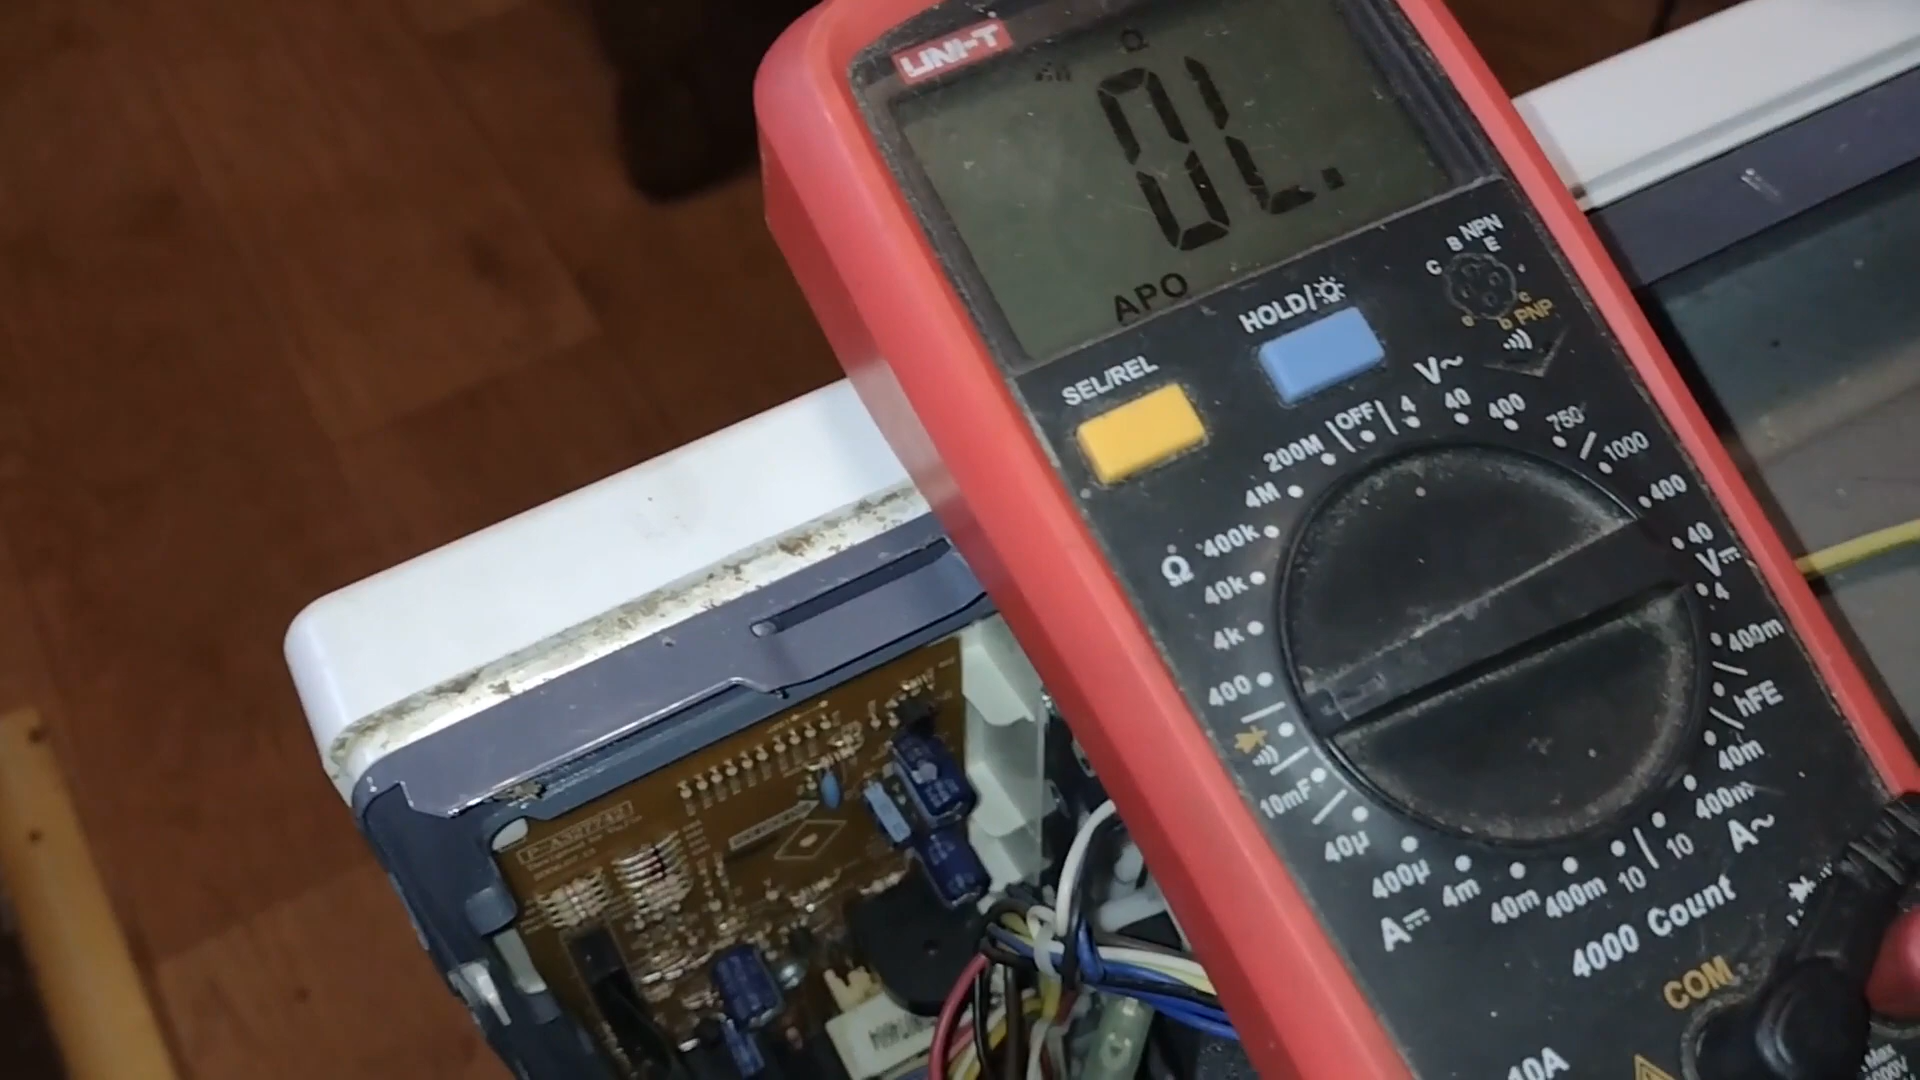 UNI-T
Ω
0L.
APO
HOLD/
SEL/REL
B NPN
E
C
c
e b PNP
V~
OFF 4 40 400 750
200M 1000
4M 400
Ω 400k 40
40k V
4k 4
400 400m
hFE
10mF 40m
40µ 400m
400µ 4m 40m 400m 10 10 A~
A
4000 Count
COM
10A
Max